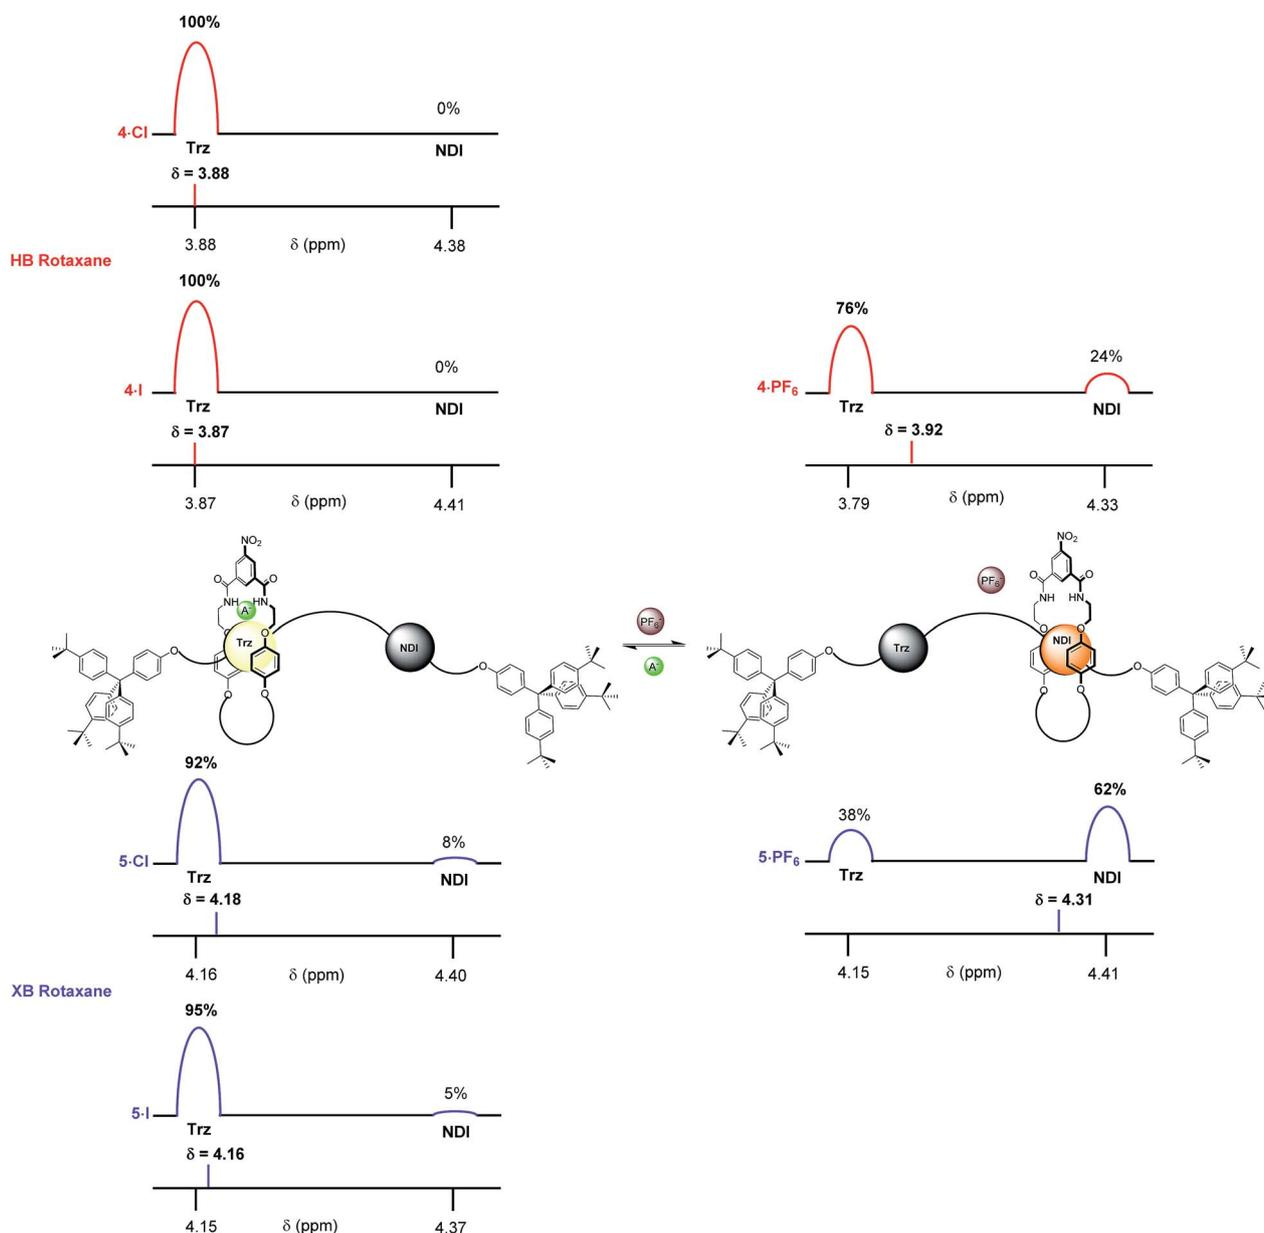 100%
0%
4·Cl
Trz
NDI
δ = 3.88
3.88
δ (ppm)
4.38
HB Rotaxane
100%
0%
4·I
Trz
NDI
δ = 3.87
3.87
δ (ppm)
4.41
76%
24%
4·PF6
Trz
NDI
δ = 3.92
3.79
δ (ppm)
4.33
NO2
O
O
NH
HN
A-
O
O
Trz
O
O
O
NDI
O
PF6-
A-
NO2
O
O
NH
HN
PF6-
O
O
NDI
O
O
O
Trz
O
92%
8%
5·Cl
Trz
NDI
δ = 4.18
4.16
δ (ppm)
4.40
38%
62%
5·PF6
Trz
NDI
δ = 4.31
4.15
δ (ppm)
4.41
XB Rotaxane
95%
5%
5·I
Trz
NDI
δ = 4.16
4.15
δ (ppm)
4.37